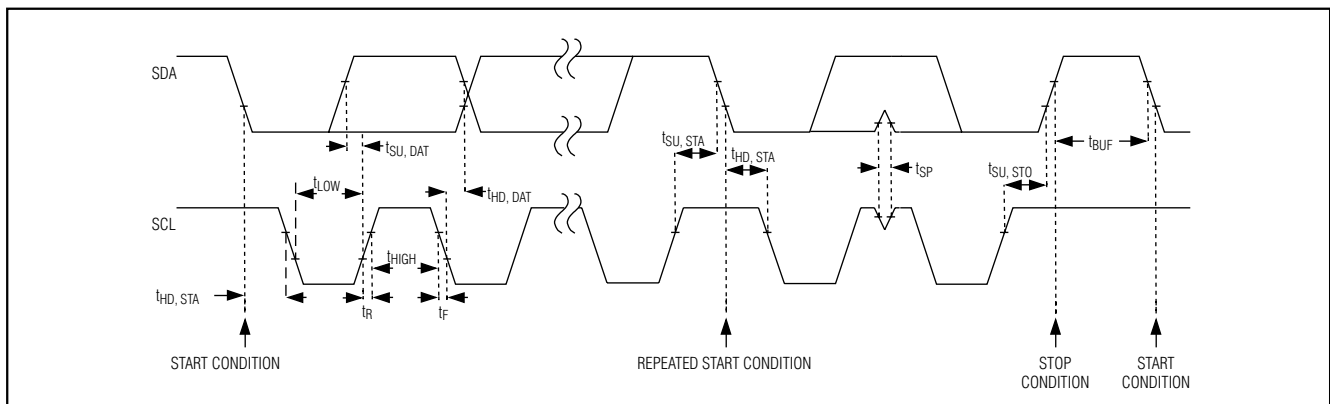 SDA
tSU, DAT
tSU, STA
tHD, STA
tSP
tSU, STO
tBUF
tLOW
tHD, DAT
SCL
tHIGH
tHD, STA
tR
tF
START CONDITION
REPEATED START CONDITION
STOP
CONDITION
START
CONDITION